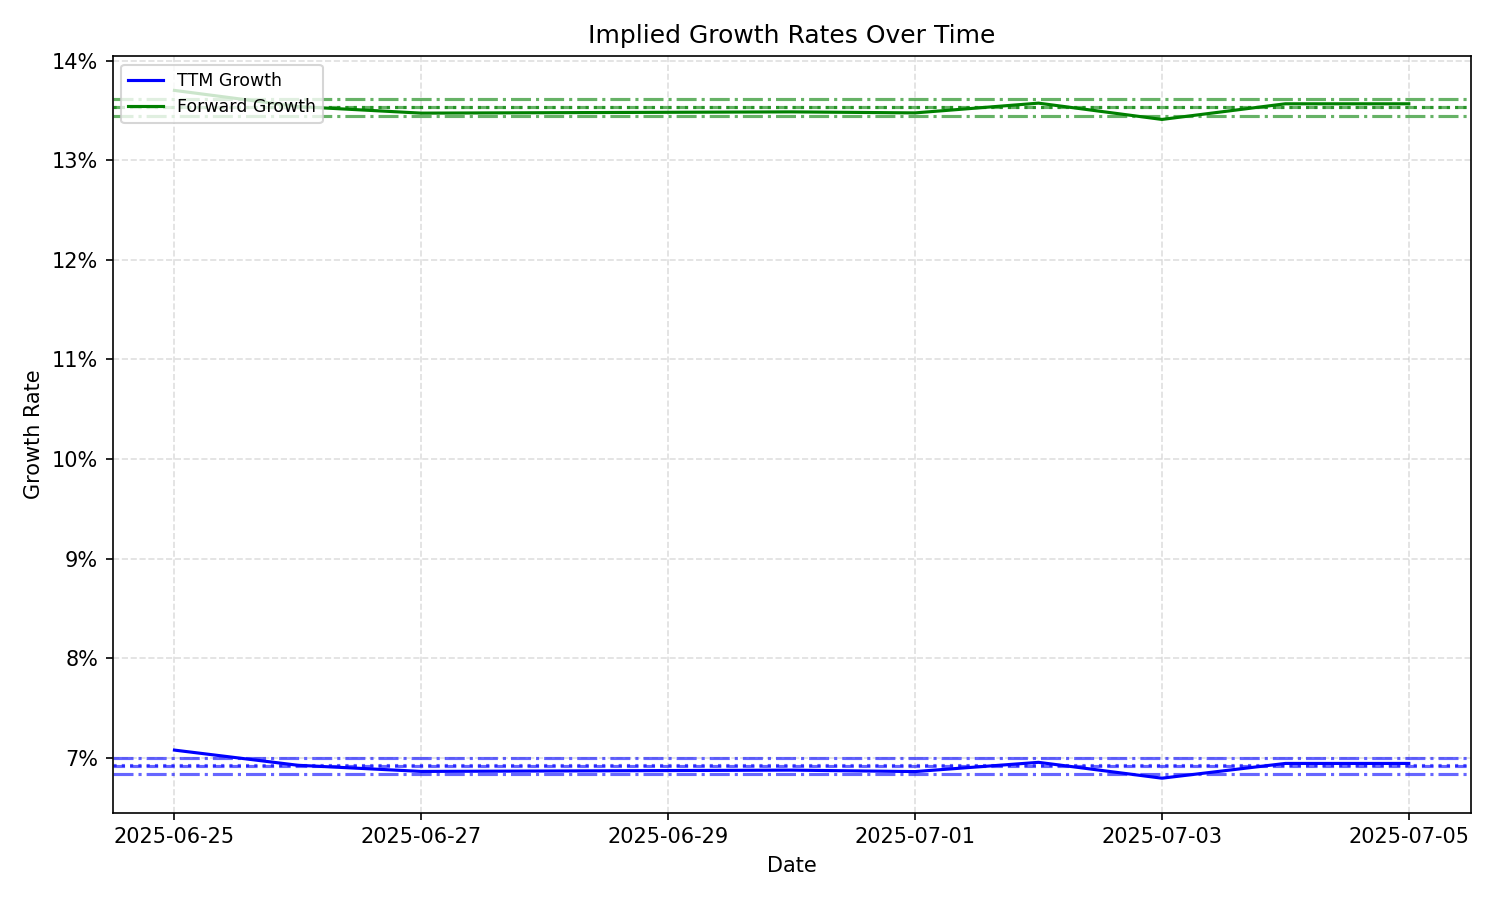 Implied Growth Rates Over Time
14%
13%
12%
11%
10%
9%
8%
7%
Growth Rate
TTM Growth
Forward Growth
2025-06-25 2025-06-27 2025-06-29 2025-07-01 2025-07-03 2025-07-05
Date